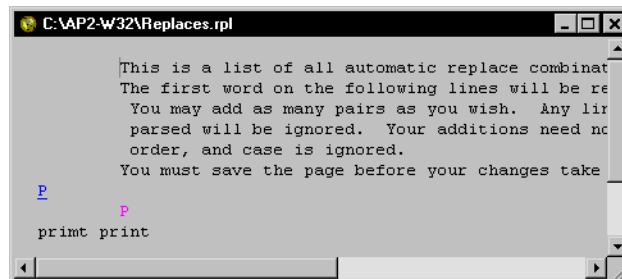 C:\AP2-W32\Replaces.rpl
This is a list of all automatic replace combinat
The first word on the following lines will be re
You may add as many pairs as you wish.  Any lin
parsed will be ignored.  Your additions need no
order, and case is ignored.
You must save the page before your changes take
P
P
primt print